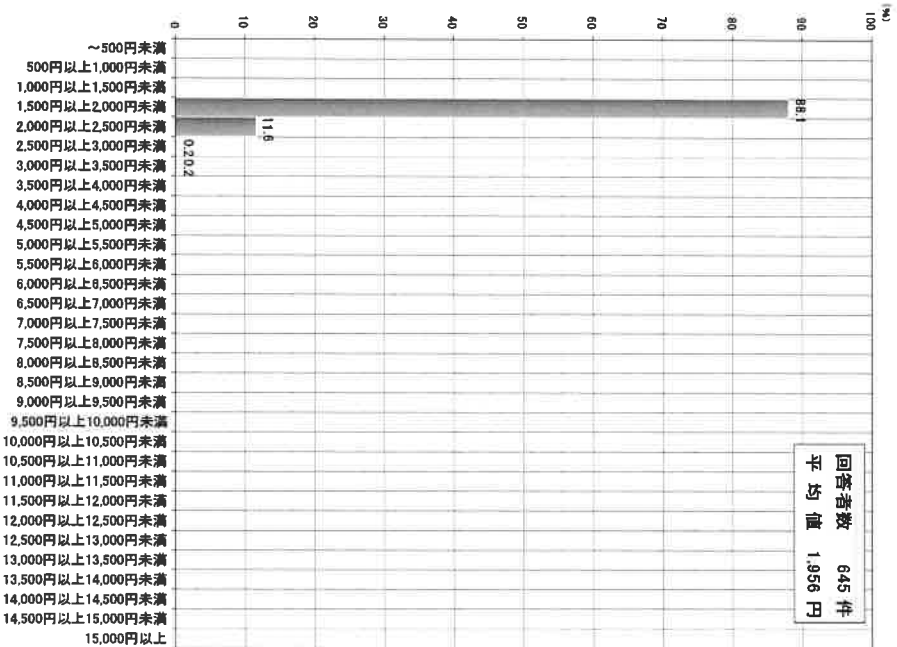 (%)
100
90
80
70
60
50
40
30
20
10
0
88.1
11.6
0.2
0.2
回答者数 645 件
平均値 1,956 円
～500円未満
500円以上1,000円未満
1,000円以上1,500円未満
1,500円以上2,000円未満
2,000円以上2,500円未満
2,500円以上3,000円未満
3,000円以上3,500円未満
3,500円以上4,000円未満
4,000円以上4,500円未満
4,500円以上5,000円未満
5,000円以上5,500円未満
5,500円以上6,000円未満
6,000円以上6,500円未満
6,500円以上7,000円未満
7,000円以上7,500円未満
7,500円以上8,000円未満
8,000円以上8,500円未満
8,500円以上9,000円未満
9,000円以上9,500円未満
9,500円以上10,000円未満
10,000円以上10,500円未満
10,500円以上11,000円未満
11,000円以上11,500円未満
11,500円以上12,000円未満
12,000円以上12,500円未満
12,500円以上13,000円未満
13,000円以上13,500円未満
13,500円以上14,000円未満
14,000円以上14,500円未満
14,500円以上15,000円未満
15,000円以上